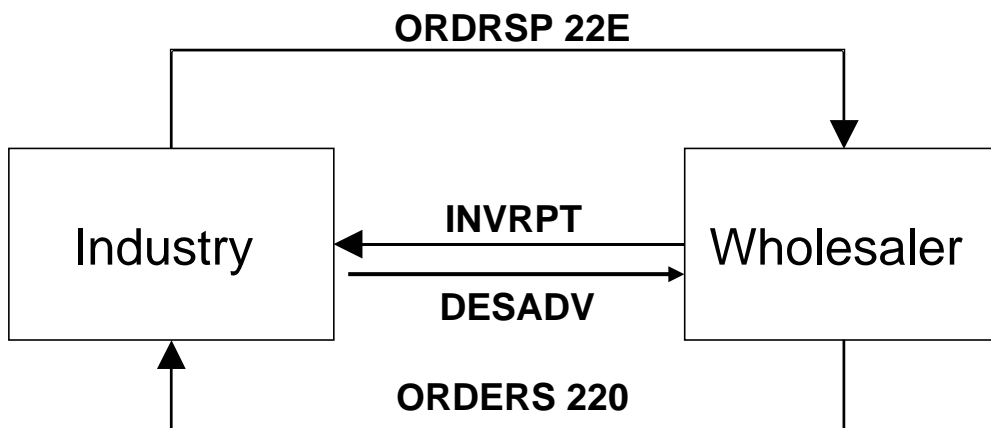 ORDRSP 22E
INVRPT
Industry
Wholesaler
DESADV
ORDERS 220